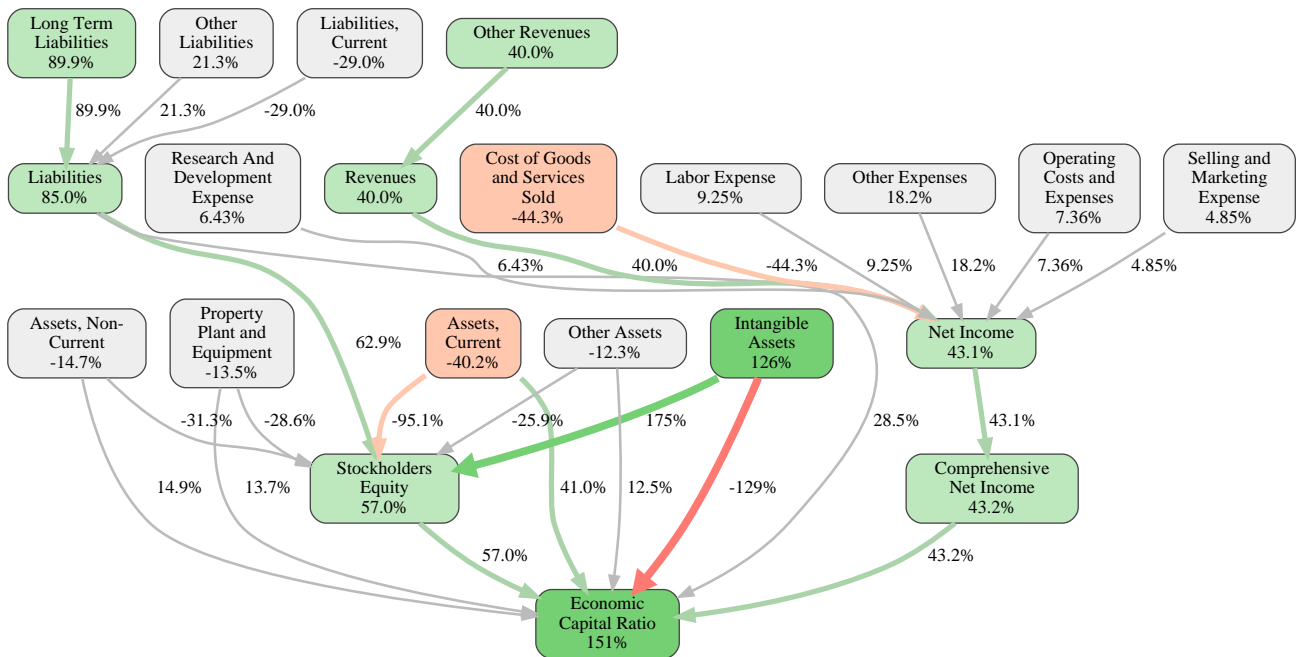 Long Term
Liabilities
89.9%
Other
Liabilities
21.3%
Liabilities,
Current
-29.0%
Other Revenues
40.0%
89.9%
21.3%
-29.0%
40.0%
Liabilities
85.0%
Research And
Development
Expense
6.43%
Revenues
40.0%
Cost of Goods
and Services
Sold
-44.3%
Labor Expense
9.25%
Other Expenses
18.2%
Operating
Costs and
Expenses
7.36%
Selling and
Marketing
Expense
4.85%
6.43%
40.0%
-44.3%
9.25%
18.2%
7.36%
4.85%
Assets, Non-
Current
-14.7%
Property
Plant and
Equipment
-13.5%
62.9%
Assets,
Current
-40.2%
Other Assets
-12.3%
Intangible
Assets
126%
Net Income
43.1%
-31.3%
-28.6%
-95.1%
-25.9%
175%
28.5%
43.1%
14.9%
13.7%
Stockholders
Equity
57.0%
41.0%
12.5%
-129%
Comprehensive
Net Income
43.2%
57.0%
43.2%
Economic
Capital Ratio
151%